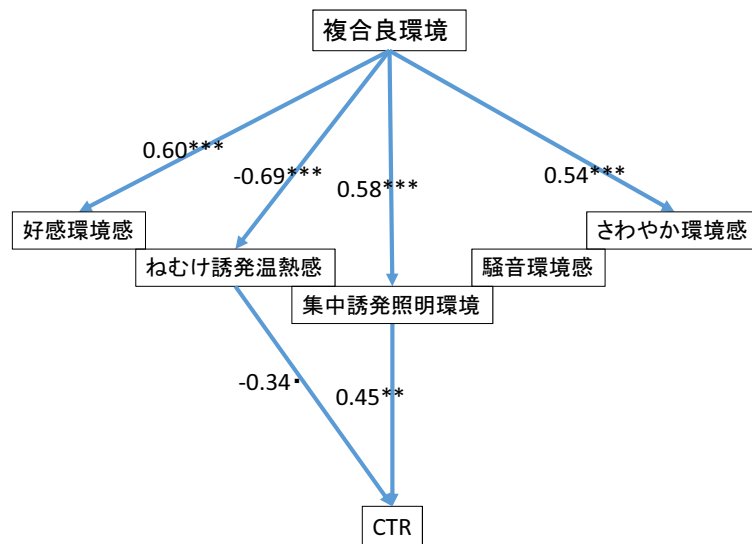 複合良環境
0.60***
-0.69***
0.58***
0.54***
好感環境感
さわやか環境感
ねむけ誘発温熱感
騒音環境感
集中誘発照明環境
-0.34･
0.45**
CTR